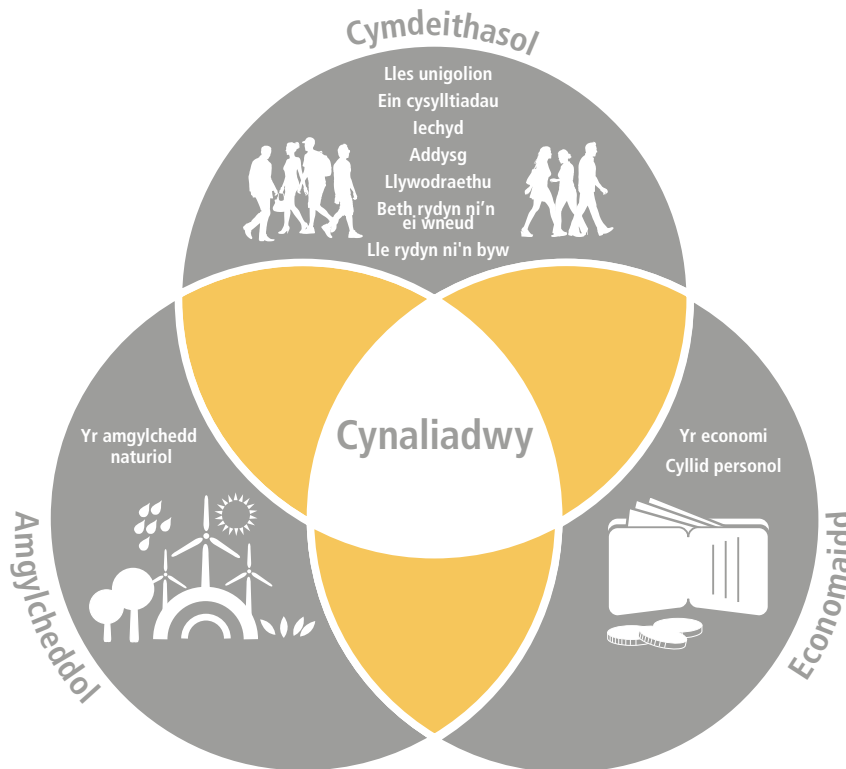 Cymdeithasol
Lles unigolion
Ein cysylltiadau
Iechyd
Addysg
Llywodraethu
Beth rydyn ni’n
ei wneud
Lle rydyn ni'n byw
Cynaliadwy
Yr amgylchedd
naturiol
Amgylcheddol
Yr economi
Cyllid personol
Economaidd